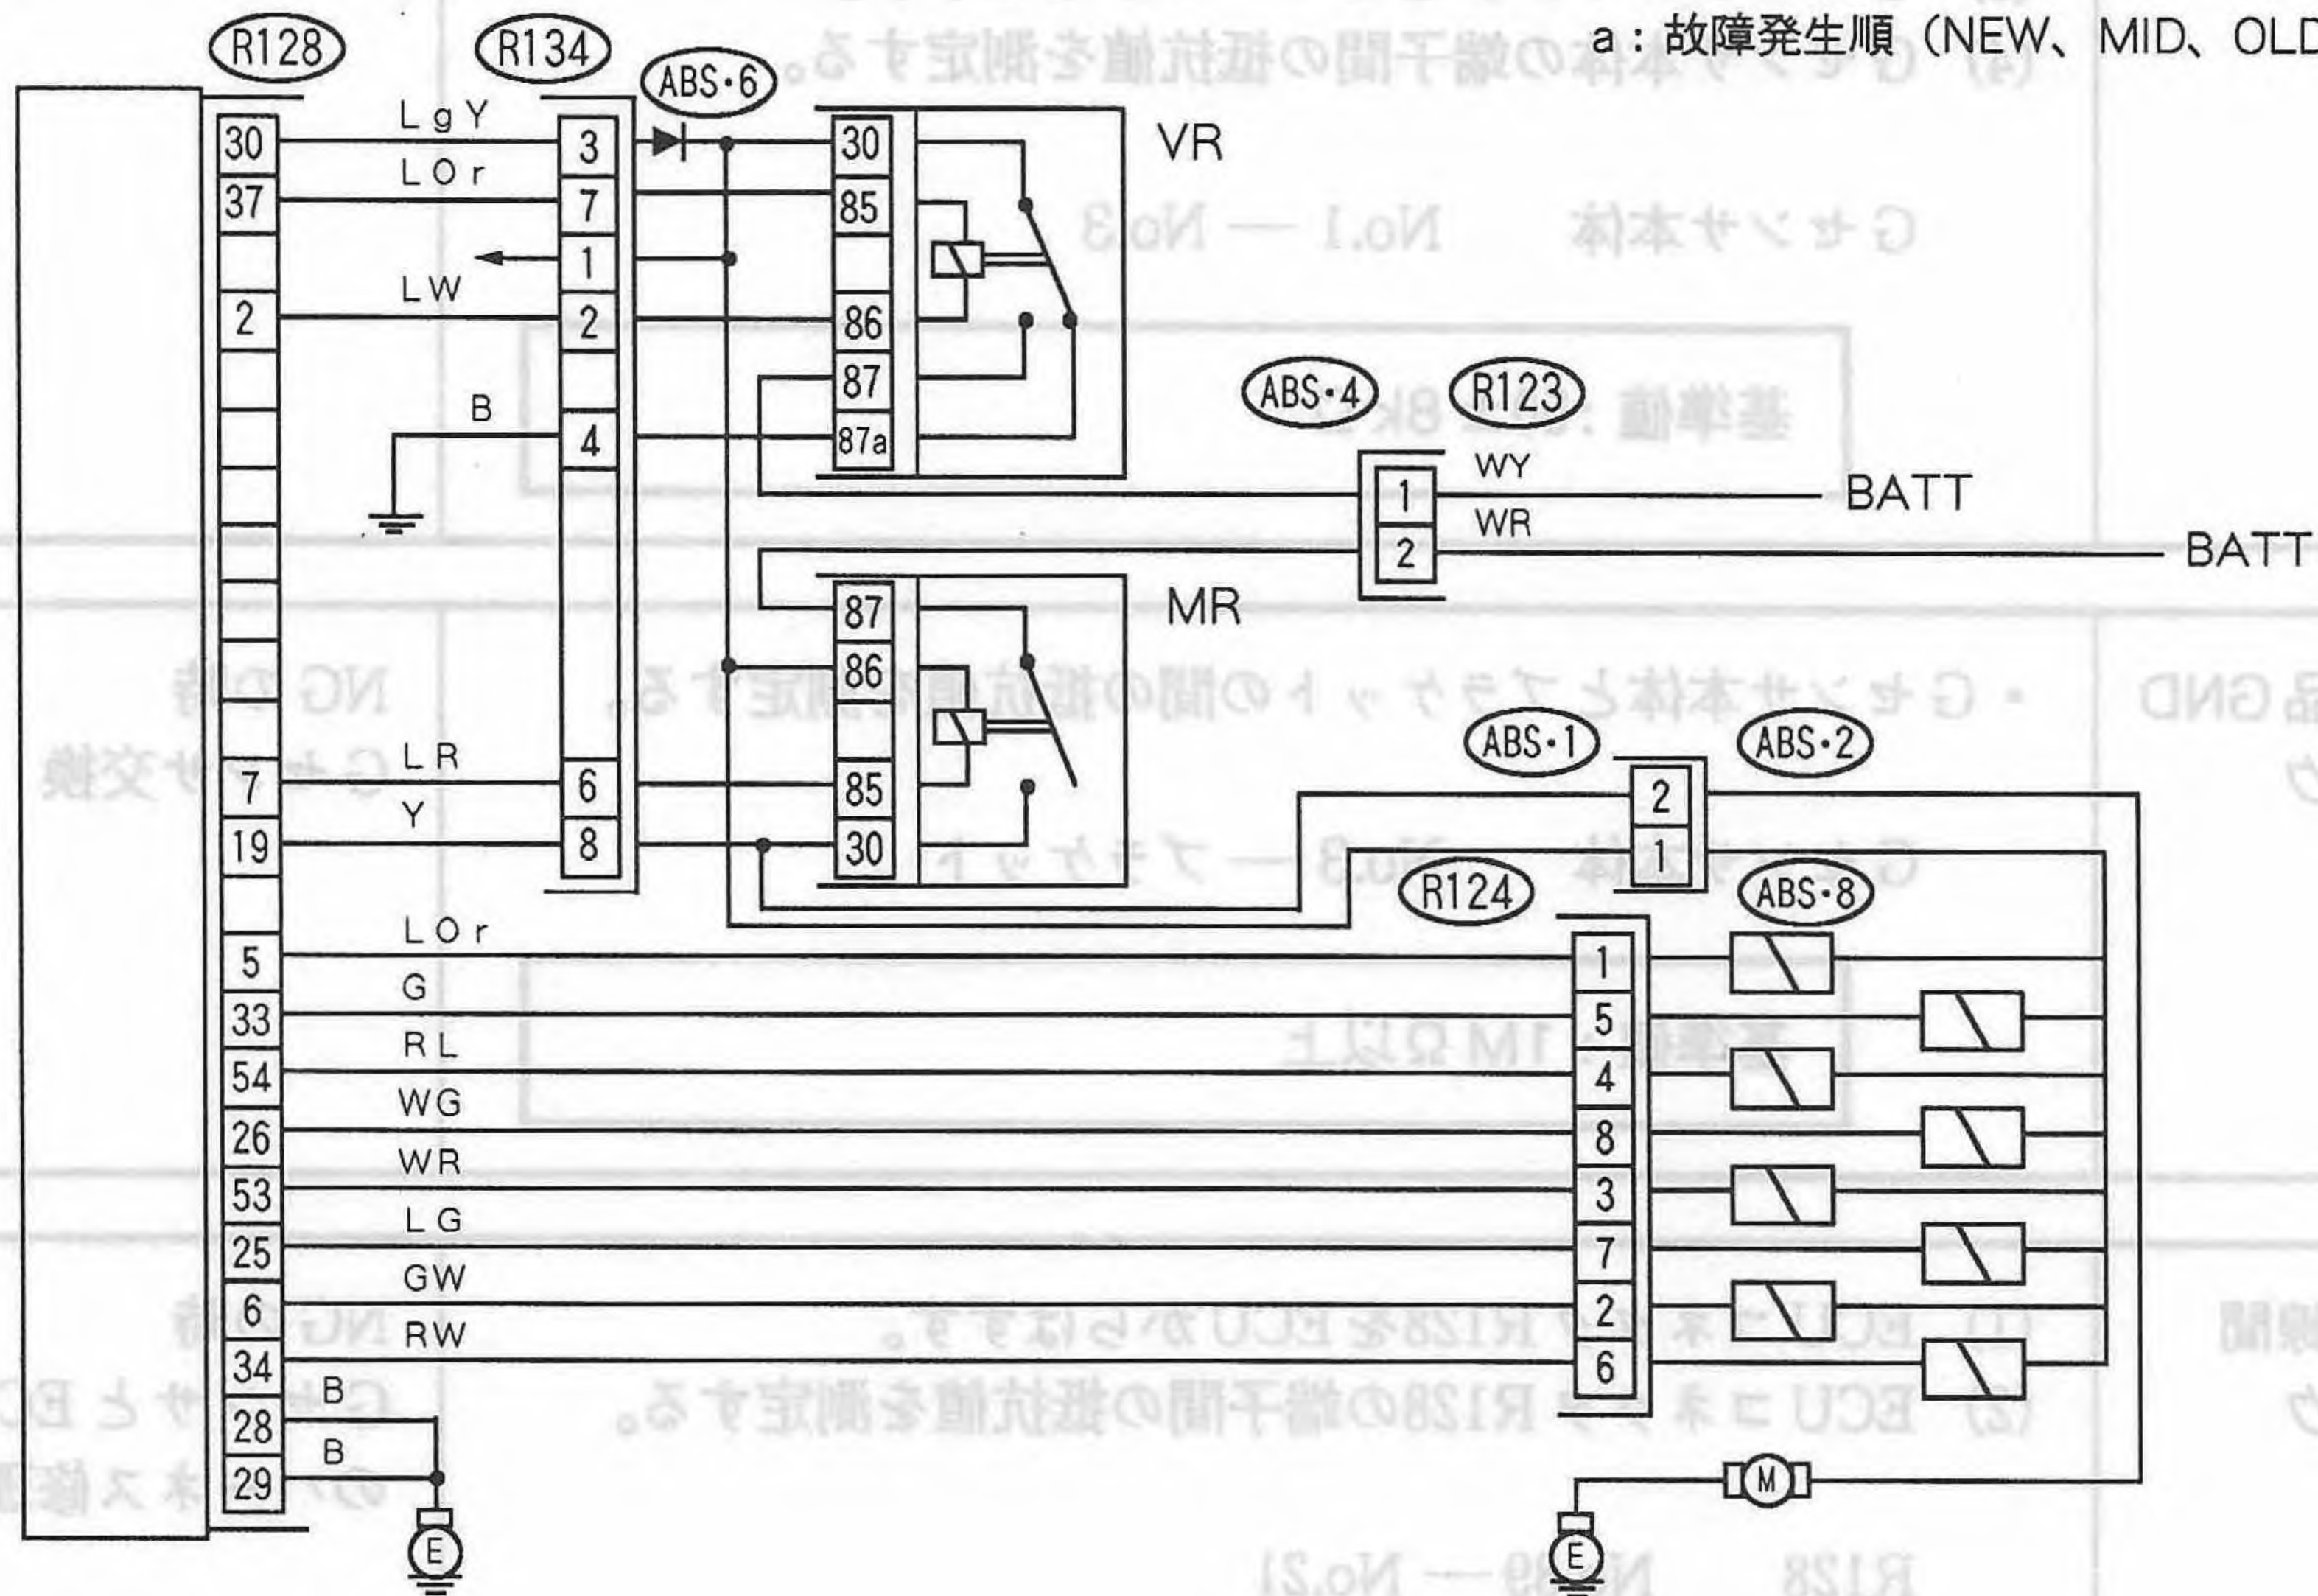 a：故障発生順（NEW、MID、OLD
R128
R134
ABS・6
30
LgY
3
30
VR
37
LOr
7
85
1
2
LW
2
86
87
B
4
87a
ABS・4
R123
1
WY
BATT
2
WR
BATT
87
MR
86
7
LR
6
85
19
Y
8
30
ABS・1
ABS・2
2
1
R124
ABS・8
5
LOr
1
33
G
5
54
RL
4
26
WG
8
53
WR
3
25
LG
7
6
GW
2
34
RW
6
28
B
29
B
M
E
E